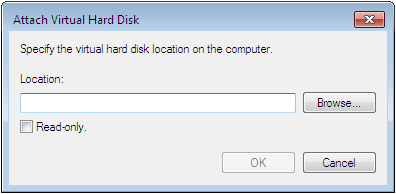 Attach Virtual Hard Disk
Specify the virtual hard disk location on the computer.
Location:
Browse...
Read-only.
OK
Cancel